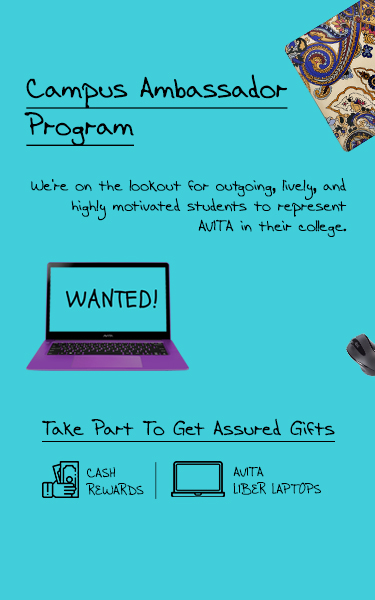 Campus Ambassador
Program
We're on the lookout for outgoing, lively, and
highly motivated students to represent
AVITA in their college.
WANTED!
Take Part To Get Assured Gifts
CASH
REWARDS
AVITA
LIBER LAPTOPS